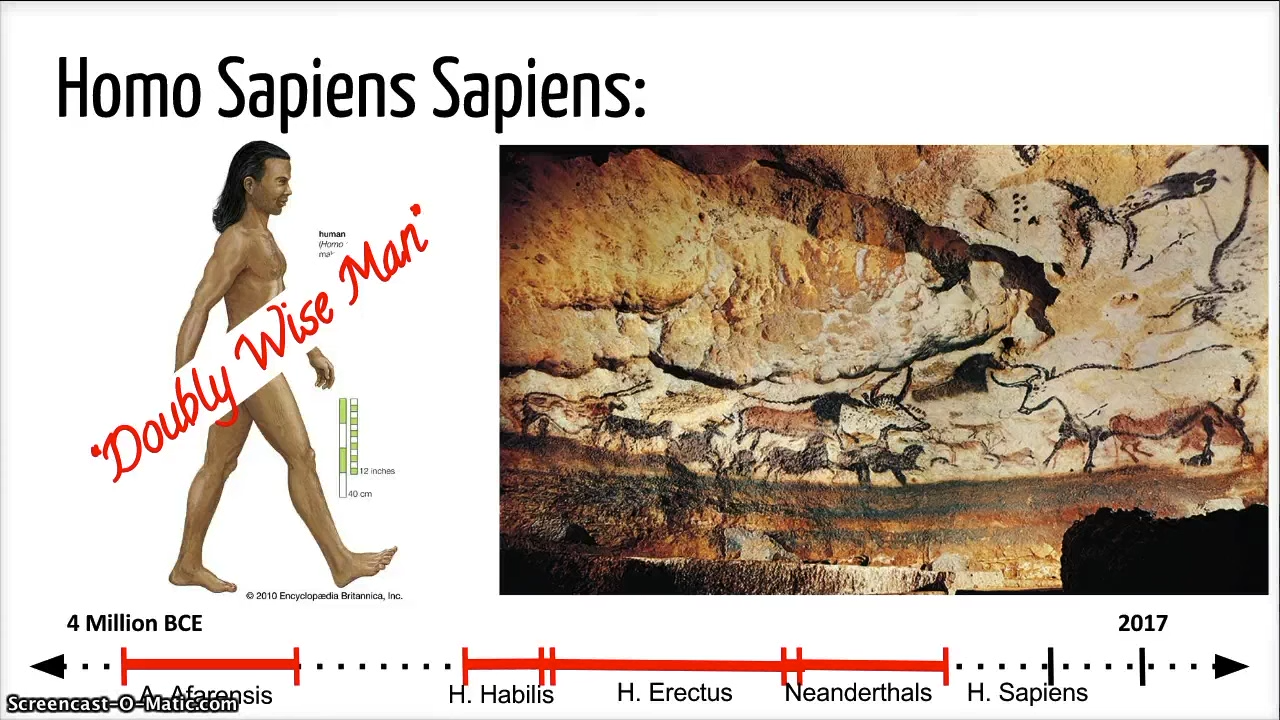 Homo Sapiens Sapiens:
human
(Homo
"Doubly Wise Man"
12 inches
40 cm
© 2010 Encyclopædia Britannica, Inc.
4 Million BCE
2017
A. Afarensis
H. Habilis
H. Erectus
Neanderthals
H. Sapiens
Screencast-O-Matic.com